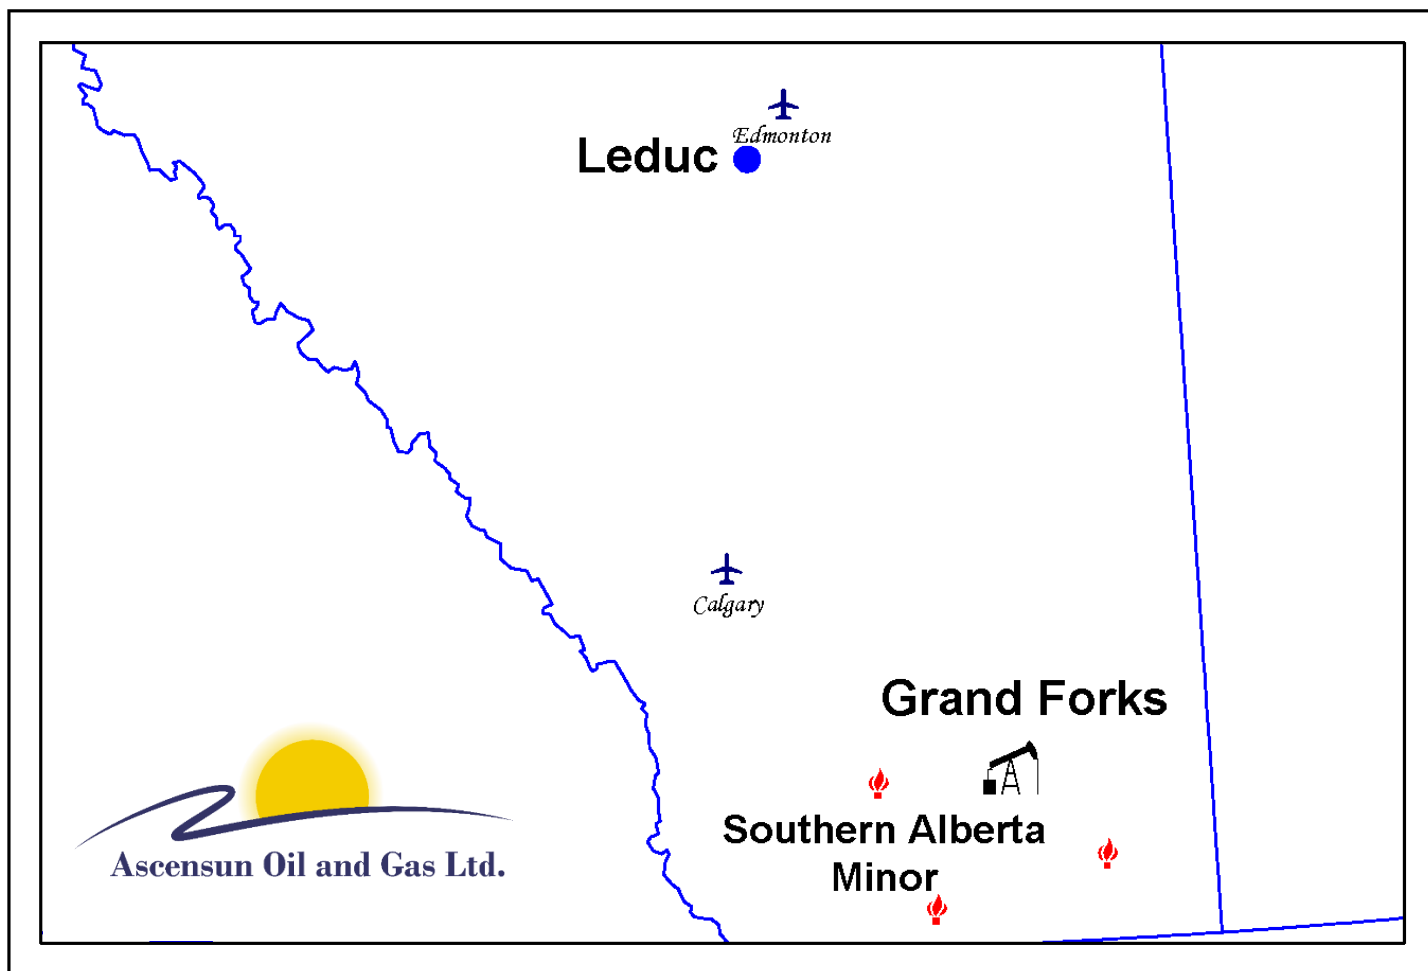 Edmonton
Leduc
Calgary
Grand Forks
Southern Alberta
Minor
Ascensun Oil and Gas Ltd.